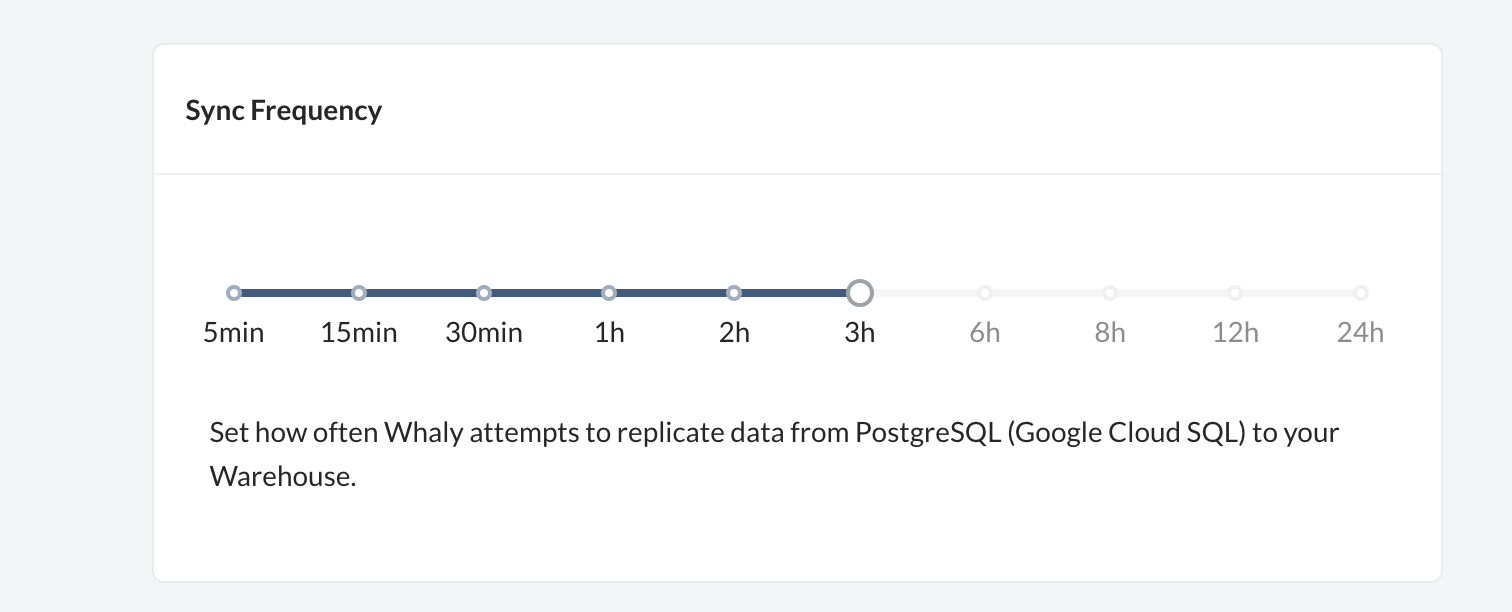 Sync Frequency
5min 15min 30min 1h 2h 3h 6h 8h 12h 24h
Set how often Whaly attempts to replicate data from PostgreSQL (Google Cloud SQL) to your
Warehouse.